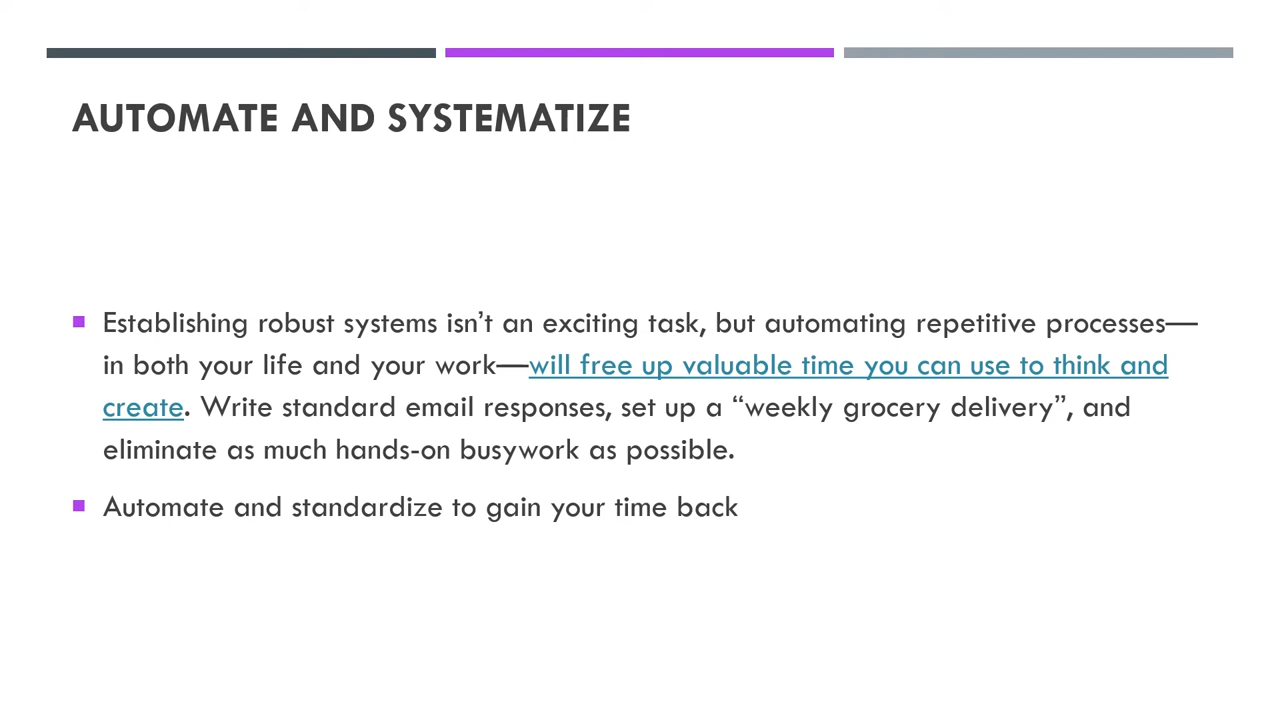 AUTOMATE AND SYSTEMATIZE
Establishing robust systems isn’t an exciting task, but automating repetitive processes—
in both your life and your work—will free up valuable time you can use to think and
create. Write standard email responses, set up a “weekly grocery delivery”, and
eliminate as much hands-on busywork as possible.
Automate and standardize to gain your time back